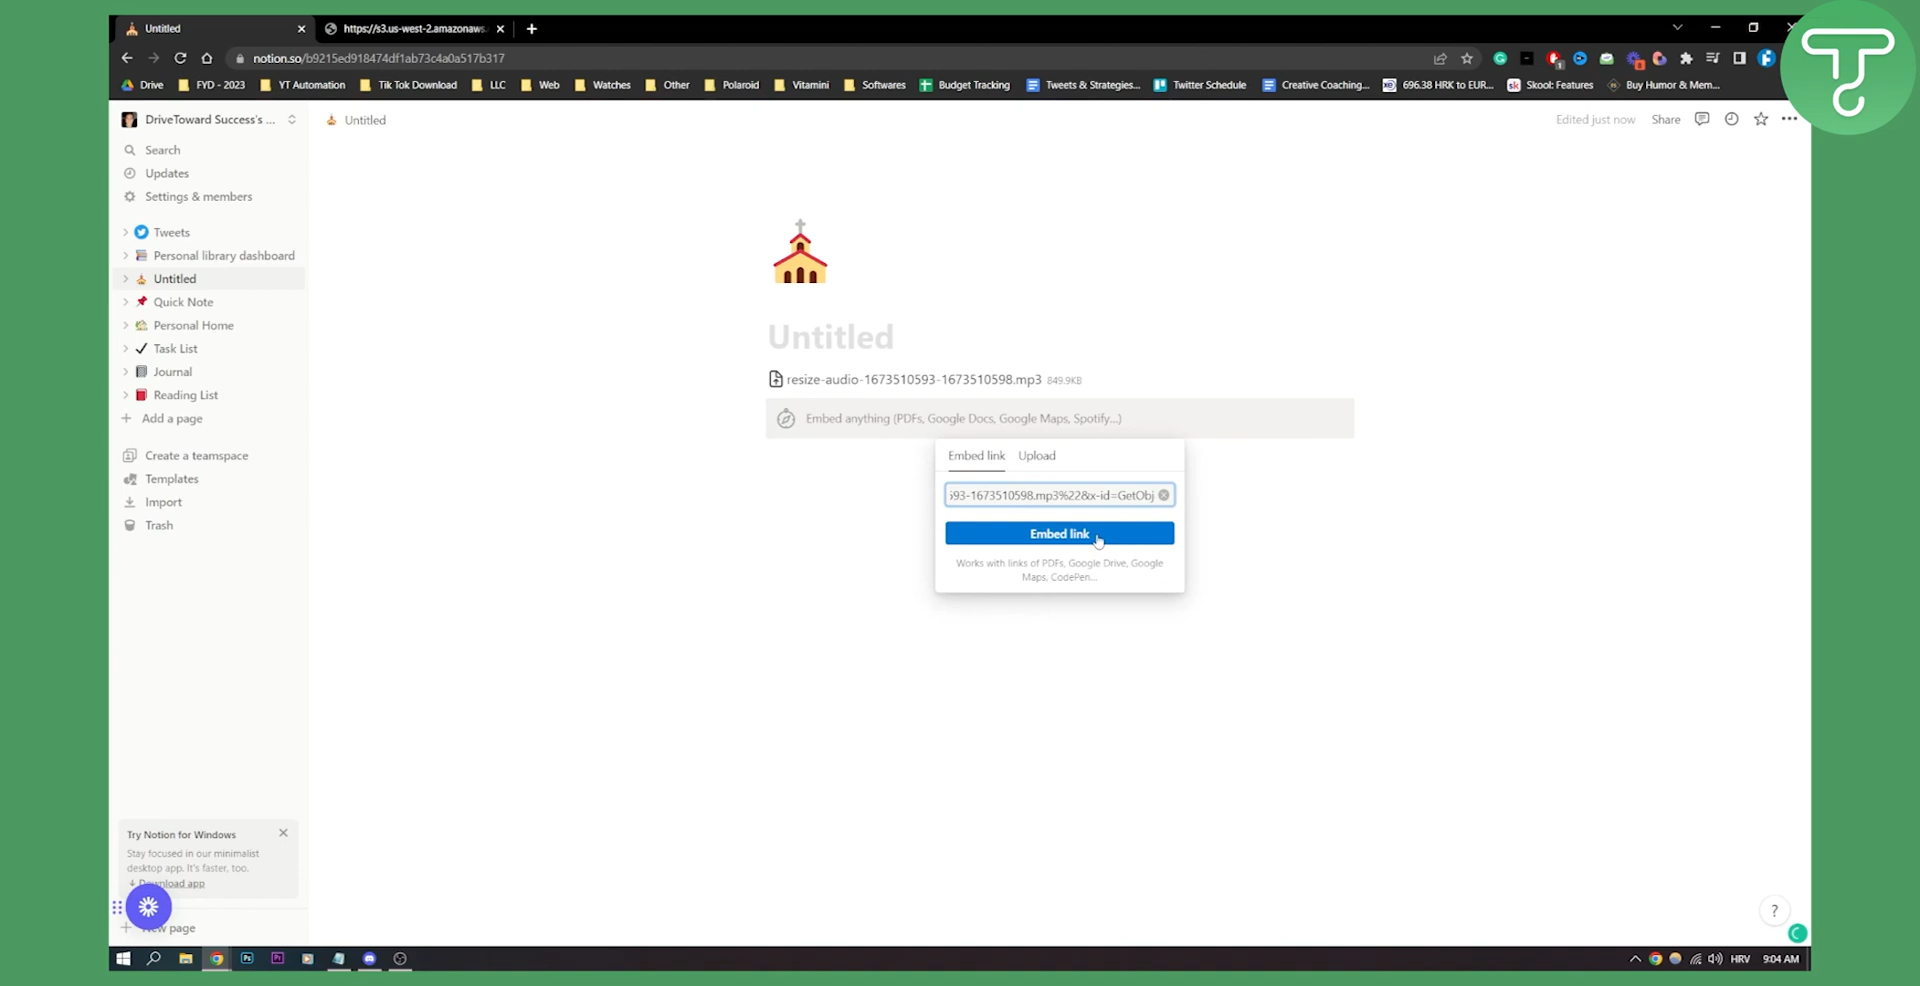 Untitled
https://s3.us-west-2.amazonaws.
notion.so/b9215ed918474df1ab73c4a0a517b317
Drive
FYD - 2023
YT Automation
Tik Tok Download
LLC
Web
Watches
Other
Polaroid
Vitamini
Softwares
Budget Tracking
Tweets & Strategies...
Twitter Schedule
Creative Coaching...
696.38 HRK to EUR...
Skool: Features
Buy Humor & Mem...
DriveToward Success's ...
Untitled
Edited just now
Share
Search
Updates
Settings & members
Tweets
Personal library dashboard
Untitled
Quick Note
Personal Home
Task List
Journal
Reading List
Add a page
Create a teamspace
Templates
Import
Trash
Untitled
resize-audio-1673510593-1673510598.mp3 849.9KB
Embed anything (PDFs, Google Docs, Google Maps, Spotify...)
Embed link
Upload
593-1673510598.mp3%22&x-id=GetObj
Embed link
Works with links of PDFs, Google Drive, Google
Maps, CodePen...
Try Notion for Windows
Stay focused in our minimalist
desktop app. It's faster, too.
Download app
New page
?
HRV
9:04 AM